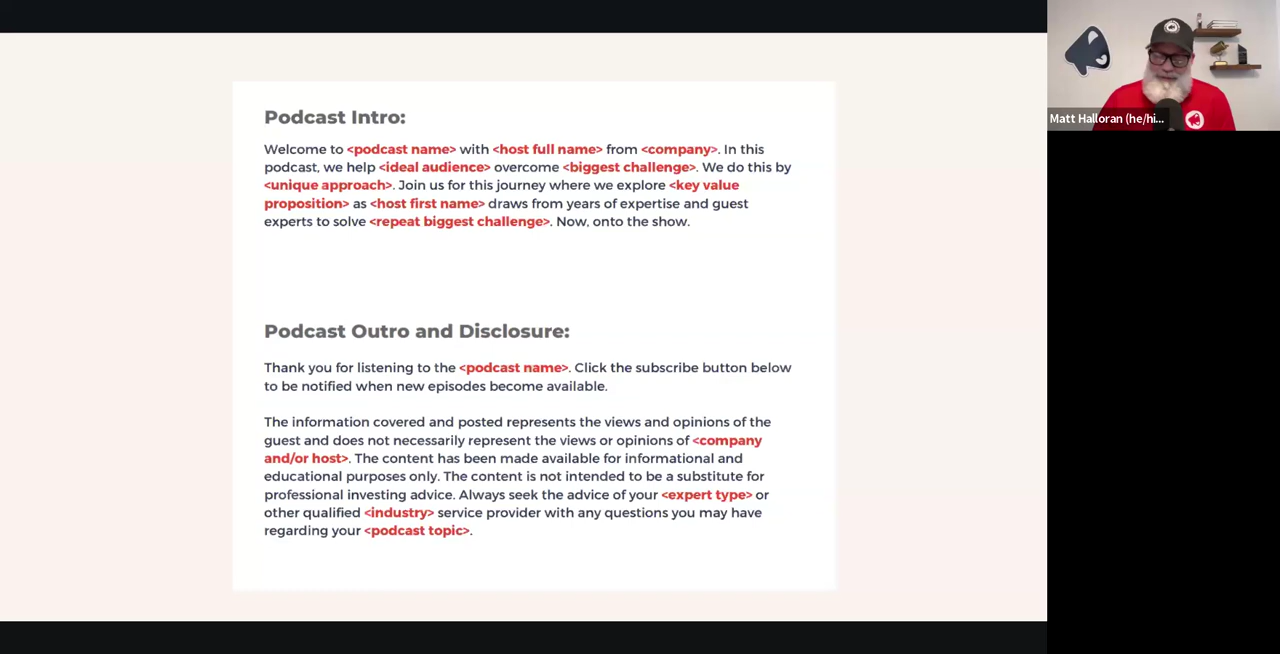 Podcast Intro:
Welcome to <podcast name> with <host full name> from <company>. In this
podcast, we help <ideal audience> overcome <biggest challenge>. We do this by
<unique approach>. Join us for this journey where we explore <key value
proposition> as <host first name> draws from years of expertise and guest
experts to solve <repeat biggest challenge>. Now, onto the show.
Podcast Outro and Disclosure:
Thank you for listening to the <podcast name>. Click the subscribe button below
to be notified when new episodes become available.
The information covered and posted represents the views and opinions of the
guest and does not necessarily represent the views or opinions of <company
and/or host>. The content has been made available for informational and
educational purposes only. The content is not intended to be a substitute for
professional investing advice. Always seek the advice of your <expert type> or
other qualified <industry> service provider with any questions you may have
regarding your <podcast topic>.
Matt Halloran (he/hi...